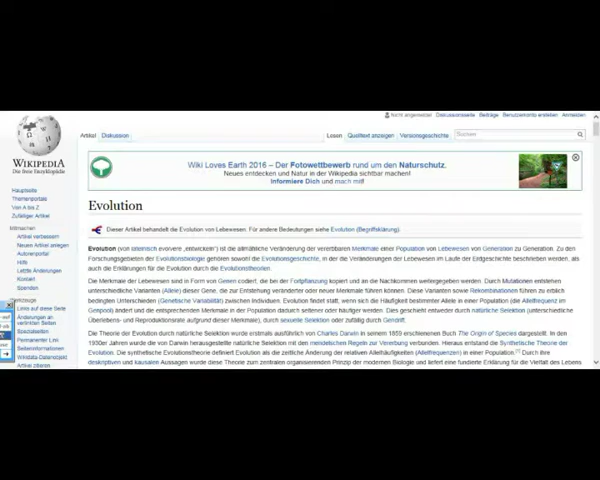 Nicht angemeldet Diskussionsseite Beiträge Benutzerkonto erstellen Anmelden
Artikel Diskussion Lesen Quelltext anzeigen Versionsgeschichte Suchen
WIKIPEDIA
Die freie Enzyklopädie
Hauptseite
Themenportale
Von A bis Z
Zufälliger Artikel
Mitmachen
Artikel verbessern
Neuen Artikel anlegen
Autorenportal
Hilfe
Letzte Änderungen
Kontakt
Spenden
Werkzeuge
Links auf diese Seite
Änderungen an
verlinkten Seiten
Spezialseiten
Permanenter Link
Seiteninformationen
Wikidata-Datenobjekt
Artikel zitieren
Wiki Loves Earth 2016 – Der Fotowettbewerb rund um den Naturschutz.
Neues entdecken und Natur in der Wikipedia sichtbar machen!
Informiere Dich und mach mit!
Evolution
Dieser Artikel behandelt die Evolution von Lebewesen. Für andere Bedeutungen siehe Evolution (Begriffsklärung).
Evolution (von lateinisch evolvere „entwickeln“) ist die allmähliche Veränderung der vererbbaren Merkmale einer Population von Lebewesen von Generation zu Generation. Zu den
Forschungsgebieten der Evolutionsbiologie gehören sowohl die Evolutionsgeschichte, in der die Veränderungen der Lebewesen im Laufe der Erdgeschichte beschrieben werden, als
auch die Erklärungen für die Evolution durch die Evolutionstheorien.
Die Merkmale der Lebewesen sind in Form von Genen codiert, die bei der Fortpflanzung kopiert und an die Nachkommen weitergegeben werden. Durch Mutationen entstehen
unterschiedliche Varianten (Allele) dieser Gene, die zur Entstehung veränderter oder neuer Merkmale führen können. Diese Varianten sowie Rekombinationen führen zu erblich
bedingten Unterschieden (Genetische Variabilität) zwischen Individuen. Evolution findet statt, wenn sich die Häufigkeit bestimmter Allele in einer Population (die Allelfrequenz im
Genpool) ändert und die entsprechenden Merkmale in der Population dadurch seltener oder häufiger werden. Dies geschieht entweder durch natürliche Selektion (unterschiedliche
Überlebens- und Reproduktionsrate aufgrund dieser Merkmale), durch sexuelle Selektion oder zufällig durch Gendrift.
Die Theorie der Evolution durch natürliche Selektion wurde erstmals ausführlich von Charles Darwin in seinem 1859 erschienenen Buch The Origin of Species dargestellt. In den
1930er Jahren wurde die von Darwin herausgestellte natürliche Selektion mit den mendelschen Regeln zur Vererbung verbunden. Hieraus entstand die Synthetische Theorie der
Evolution. Die synthetische Evolutionstheorie definiert Evolution als die zeitliche Änderung der relativen Allelhäufigkeiten (Allelfrequenzen) in einer Population. Durch ihre
deskriptiven und kausalen Aussagen wurde diese Theorie zum zentralen organisierenden Prinzip der modernen Biologie und liefert eine fundierte Erklärung für die Vielfalt des Lebens